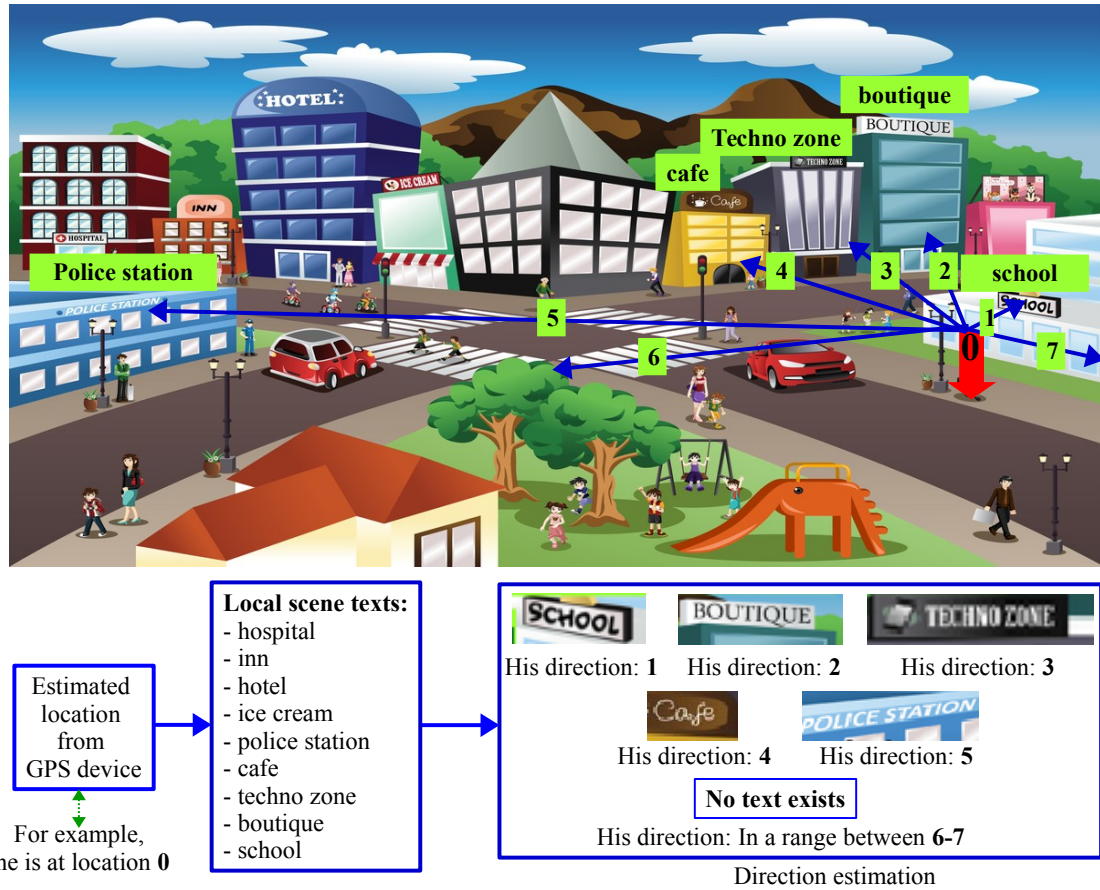 boutique
BOUTIQUE
HOTEL
Techno zone
TECHNO ZONE
cafe
ICE CREAM
Cafe
INN
HOSPITAL
Police station
4
3
2
school
SCHOOL
POLICE STATION
5
1
0
7
6
Local scene texts:
- hospital
- inn
- hotel
- ice cream
- police station
- cafe
- techno zone
- boutique
- school
Estimated
location
from
GPS device
For example,
he is at location 0
SCHOOL
BOUTIQUE
TECHNO ZONE
His direction: 1
His direction: 2
His direction: 3
Cafe
POLICE STATION
His direction: 4
His direction: 5
No text exists
His direction: In a range between 6-7
Direction estimation